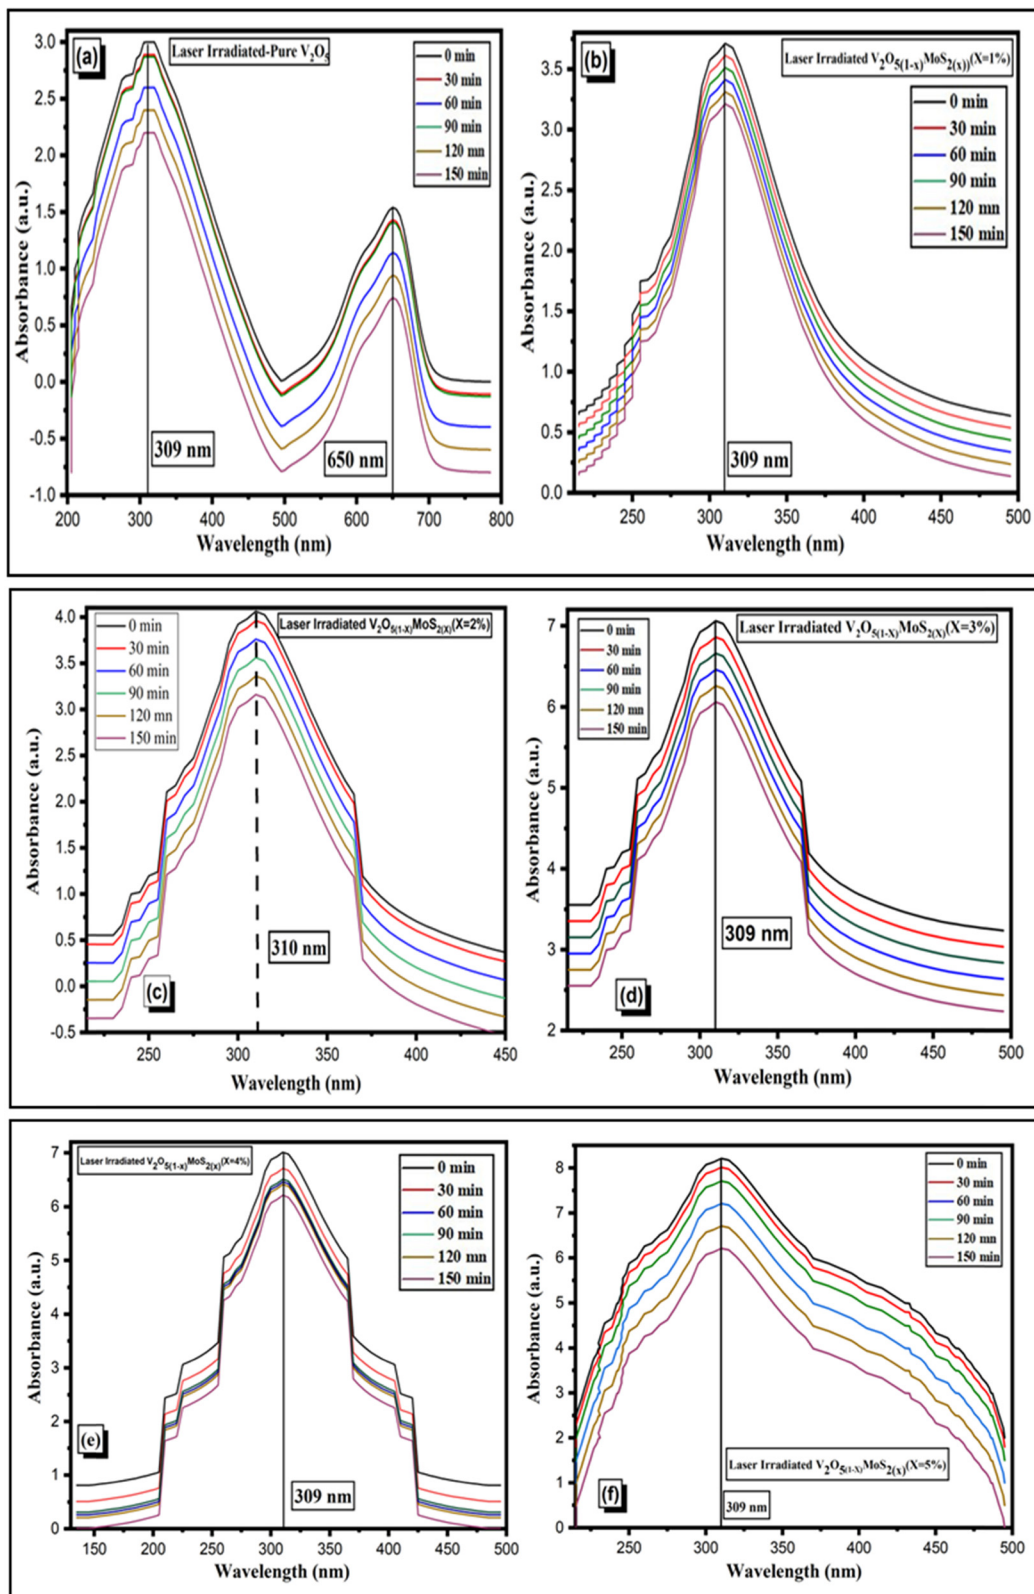 (a)
Laser Irradiated-Pure V2O5
0 min
30 min
60 min
90 min
120 mn
150 min
3.0
2.5
2.0
1.5
1.0
0.5
0.0
-0.5
-1.0
Absorbance (a.u.)
309 nm
650 nm
200 300 400 500 600 700 800
Wavelength (nm)
(b)
Laser Irradiated V2O5(1-x)MoS2(x))(X=1%)
0 min
30 min
60 min
90 min
120 mn
150 min
3.5
3.0
2.5
2.0
1.5
1.0
0.5
0.0
Absorbance (a.u.)
309 nm
250 300 350 400 450 500
Wavelength (nm)
Laser Irradiated V2O5(1-X)MoS2(X)(X=2%)
0 min
30 min
60 min
90 min
120 mn
150 min
4.0
3.5
3.0
2.5
2.0
1.5
1.0
0.5
0.0
-0.5
Absorbance (a.u.)
310 nm
(c)
250 300 350 400 450
Wavelength (nm)
Laser Irradiated V2O5(1-X)MoS2(X)(X=3%)
0 min
30 min
60 min
90 min
120 mn
150 min
7
6
5
4
3
2
Absorbance (a.u.)
309 nm
(d)
250 300 350 400 450 500
Wavelength (nm)
Laser Irradiated V2O5(1-x)MoS2(x)(X=4%)
0 min
30 min
60 min
90 min
120 mn
150 min
7
6
5
4
3
2
1
0
Absorbance (a.u.)
(e)
309 nm
150 200 250 300 350 400 450 500
Wavelength (nm)
0 min
30 min
60 min
90 min
120 mn
150 min
8
7
6
5
4
3
2
1
0
Absorbance (a.u.)
Laser Irradiated V2O5(1-X)MoS2(x)(X=5%)
(f)
309 nm
250 300 350 400 450 500
Wavelength (nm)